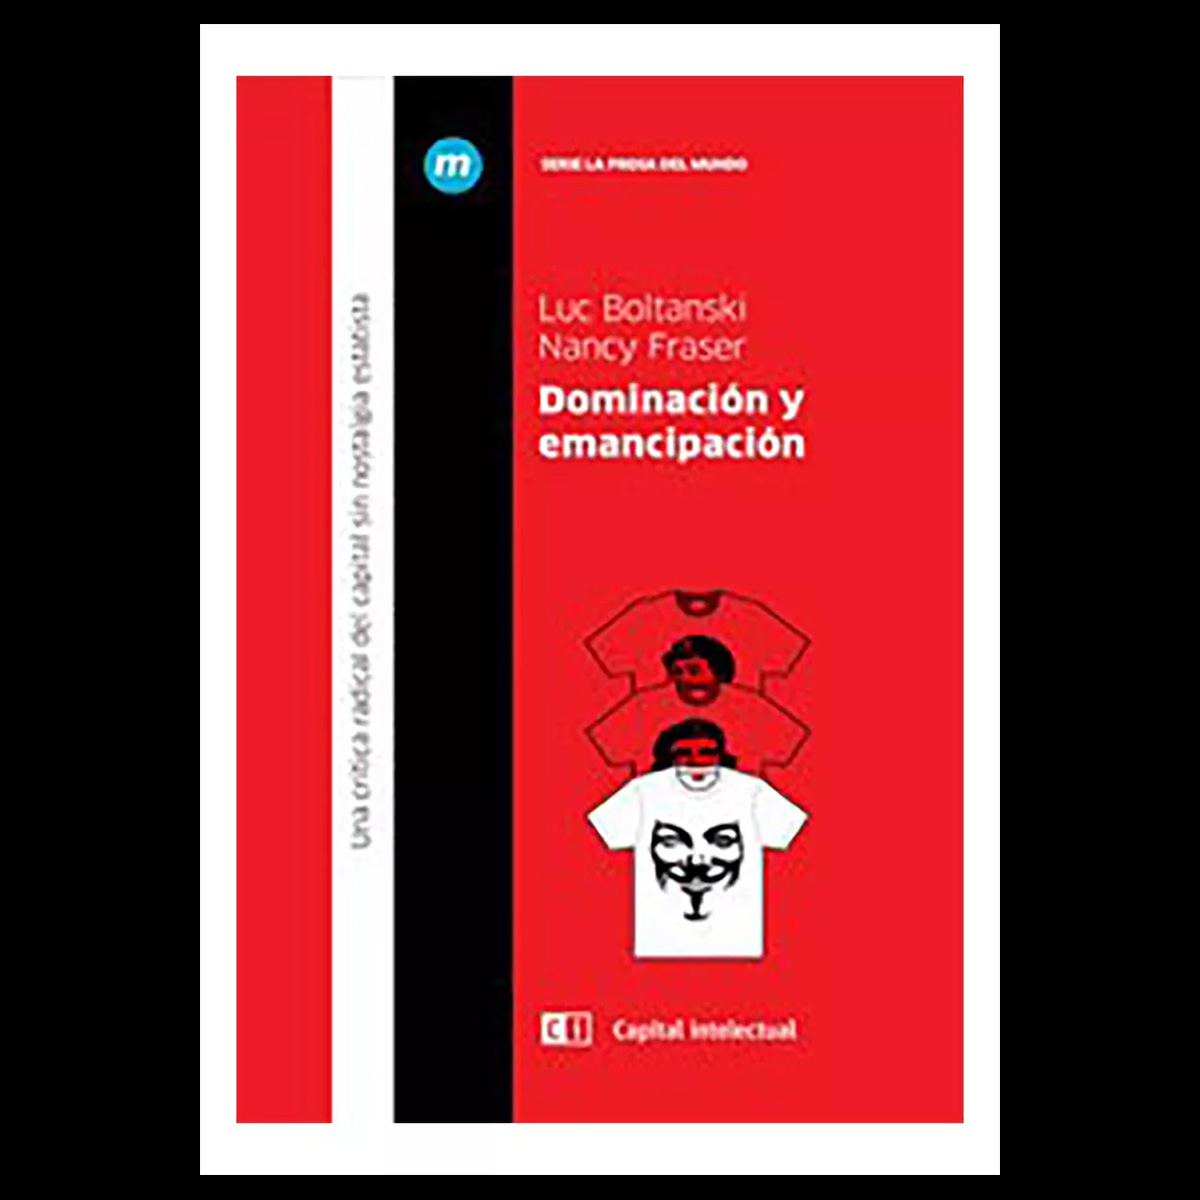 m
SERIE LA PROSA DEL MUNDO
Luc Boltanski
Nancy Fraser
Dominación y
emancipación
Una crítica radical del capital sin nostalgia estatista
ci Capital intelectual